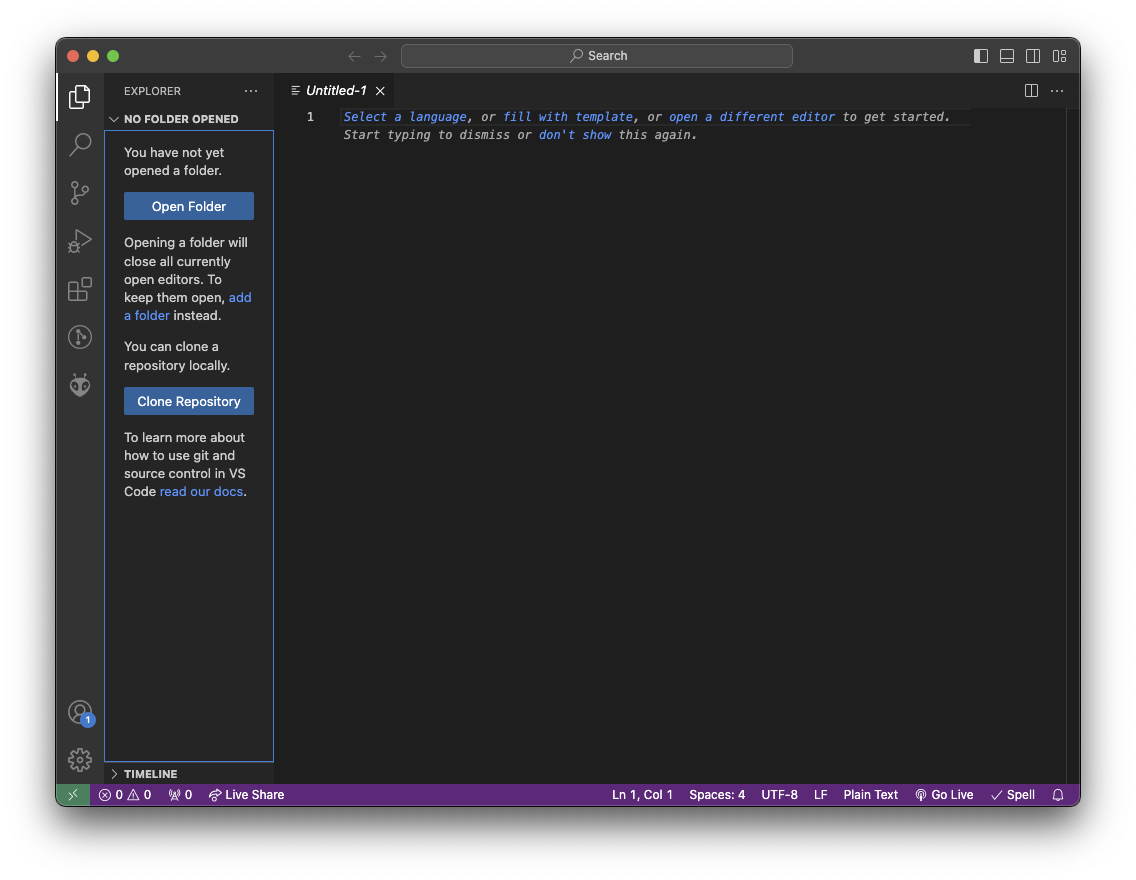 Search
EXPLORER
NO FOLDER OPENED
You have not yet
opened a folder.
Open Folder
Opening a folder will
close all currently
open editors. To
keep them open, add
a folder instead.
You can clone a
repository locally.
Clone Repository
To learn more about
how to use git and
source control in VS
Code read our docs.
TIMELINE
Untitled-1
1 Select a language, or fill with template, or open a different editor to get started.
Start typing to dismiss or don't show this again.
1
0 0 0 Live Share Ln 1, Col 1 Spaces: 4 UTF-8 LF Plain Text Go Live Spell